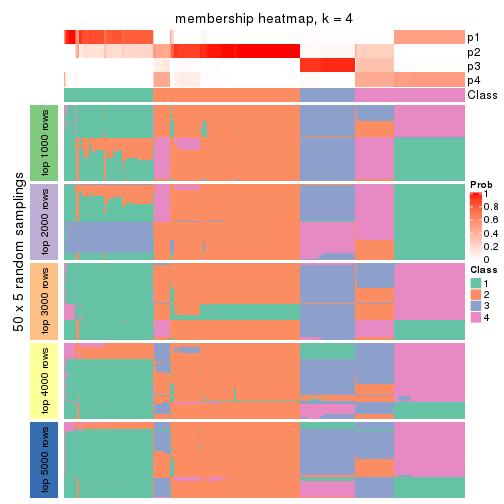 membership heatmap, k = 4
p1
p2
p3
p4
Class
50 x 5 random samplings
top 1000 rows
top 2000 rows
top 3000 rows
top 4000 rows
top 5000 rows
Prob
1
0.8
0.6
0.4
0.2
0
Class
1
2
3
4